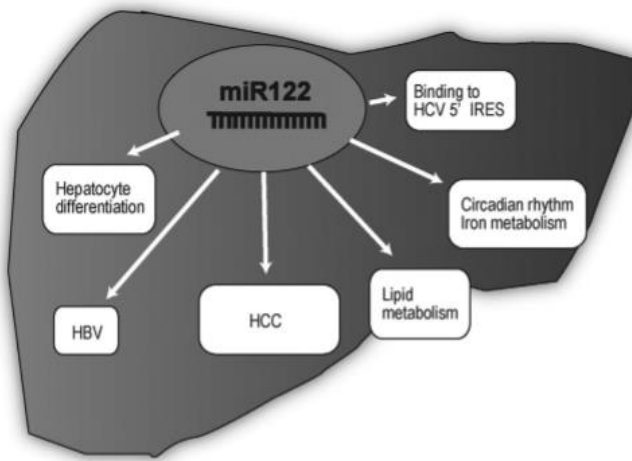 miR122
Binding to
HCV 5' IRES
Hepatocyte
differentiation
Circadian rhythm
Iron metabolism
Lipid
metabolism
HCC
HBV